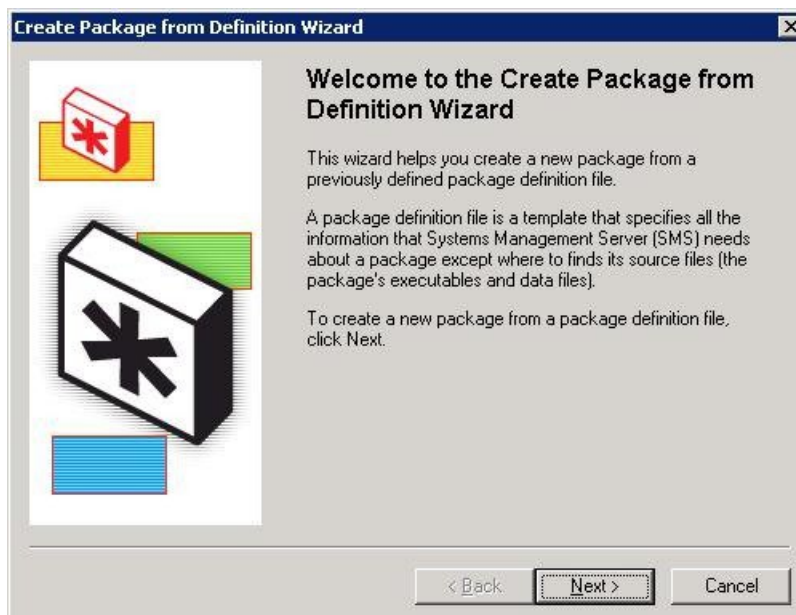 Create Package from Definition Wizard
Welcome to the Create Package from
Definition Wizard
This wizard helps you create a new package from a
previously defined package definition file.
A package definition file is a template that specifies all the
information that Systems Management Server (SMS) needs
about a package except where to finds its source files (the
package's executables and data files).
To create a new package from a package definition file,
click Next.
< Back Next > Cancel